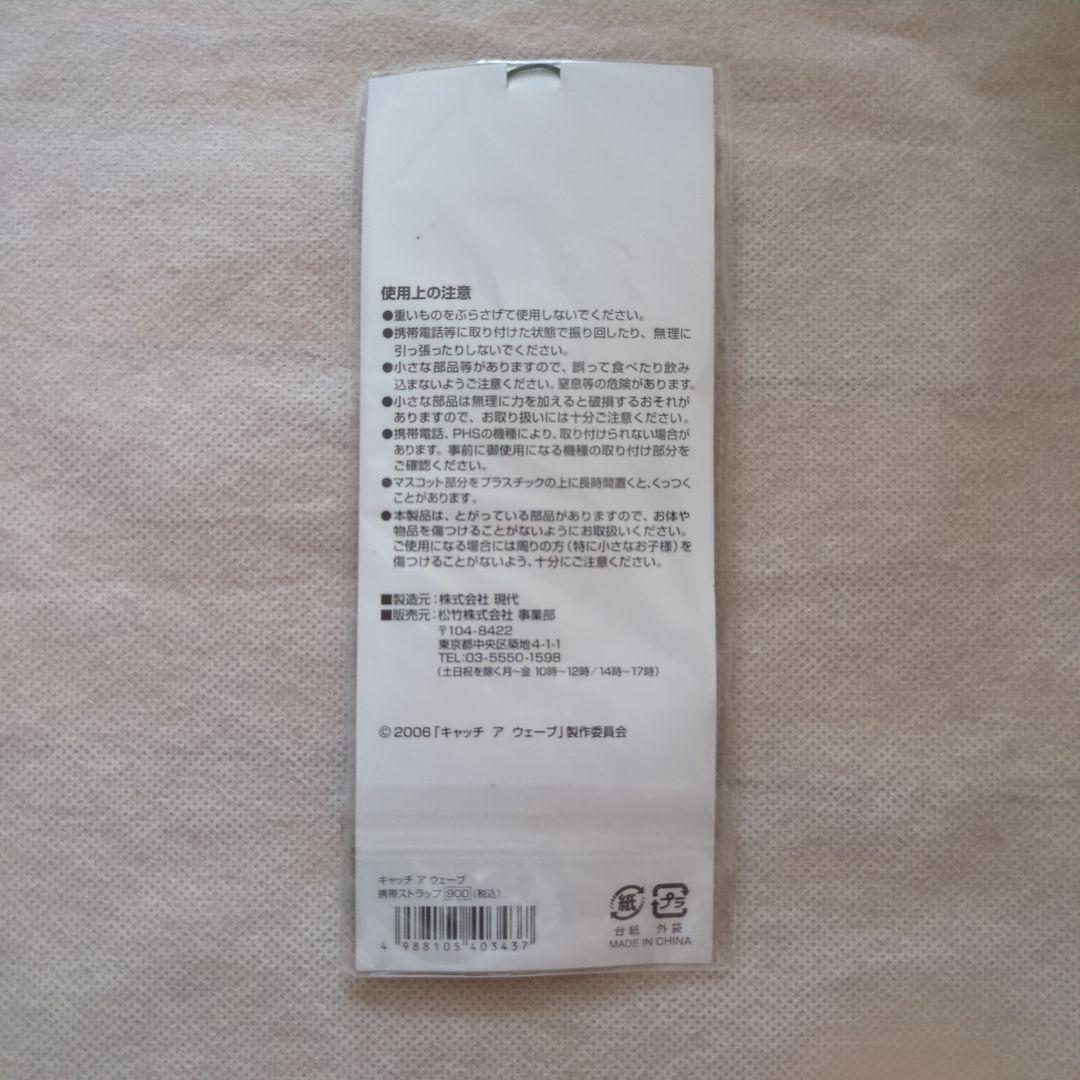 使用上の注意
●重いものをぶらさげて使用しないでください。
●携帯電話等に取り付けた状態で振り回したり、無理に
引っ張ったりしないでください。
●小さな部品等がありますので、誤って食べたり飲み
込まないようご注意ください。窒息等の危険があります。
●小さな部品は無理に力を加えると破損するおそれが
ありますので、お取り扱いには十分ご注意ください。
●携帯電話、PHSの機種により、取り付けられない場合が
あります。事前に御使用になる機種の取り付け部分を
ご確認ください。
●マスコット部分をプラスチックの上に長時間置くと、くっつく
ことがあります。
●本製品は、とがっている部品がありますので、お体や
物品を傷つけることがないようにお取扱いください。
ご使用になる場合には周りの方（特に小さなお子様）を
傷つけることがないよう、十分にご注意ください。
■製造元：株式会社 現代
■販売元：松竹株式会社 事業部
〒104-8422
東京都中央区築地4-1-1
TEL:03-5550-1598
（土日祝を除く月～金 10時～12時／14時～17時）
© 2006「キャッチ ア ウェーブ」製作委員会
キャッチ ア ウェーブ
携帯ストラップ 900（税込）
4 988105 403437
紙 プラ
台紙 外袋
MADE IN CHINA